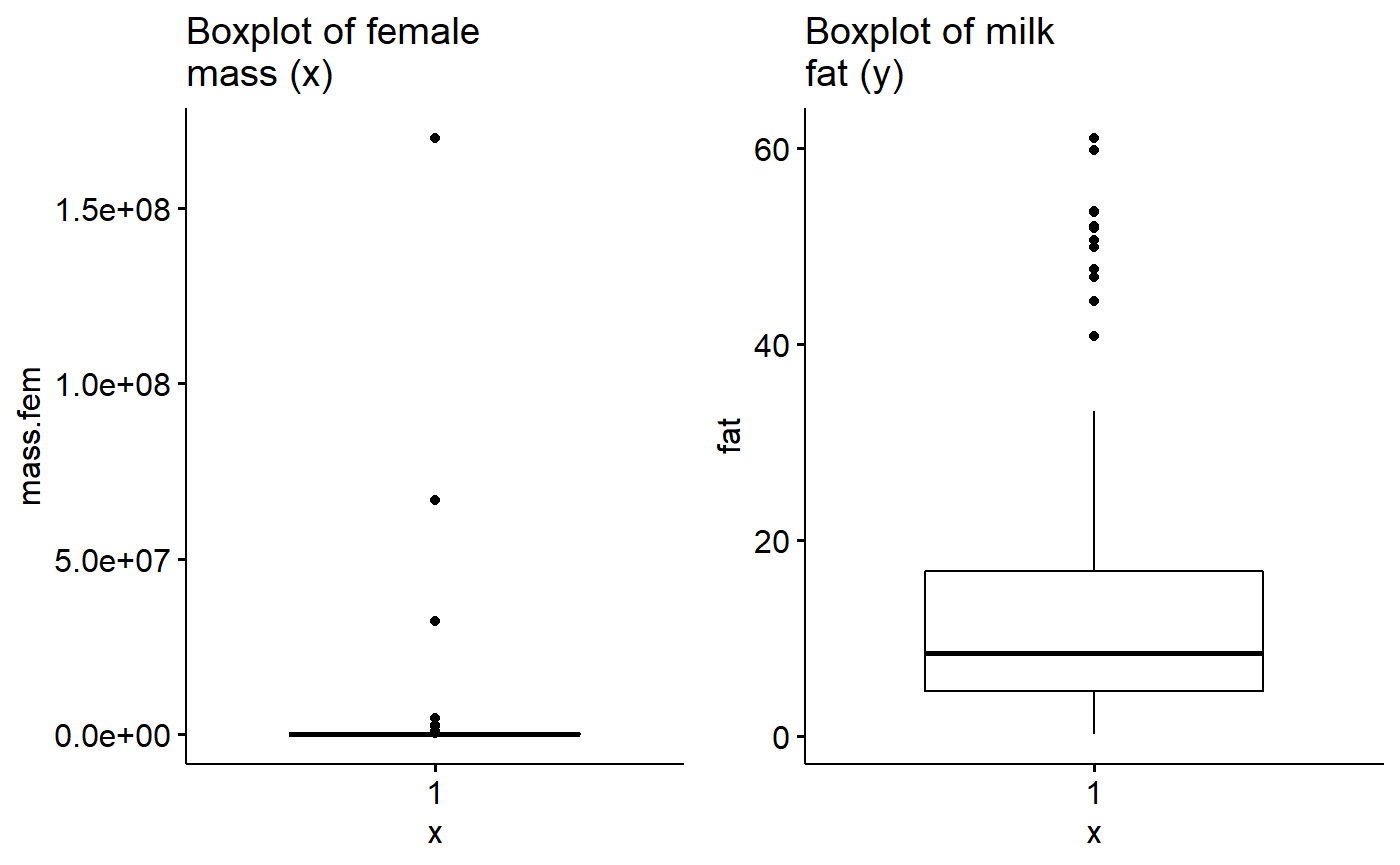 Boxplot of female
mass (x)
mass.fem
1.5e+08
1.0e+08
5.0e+07
0.0e+00
1
x
Boxplot of milk
fat (y)
fat
60
40
20
0
1
x